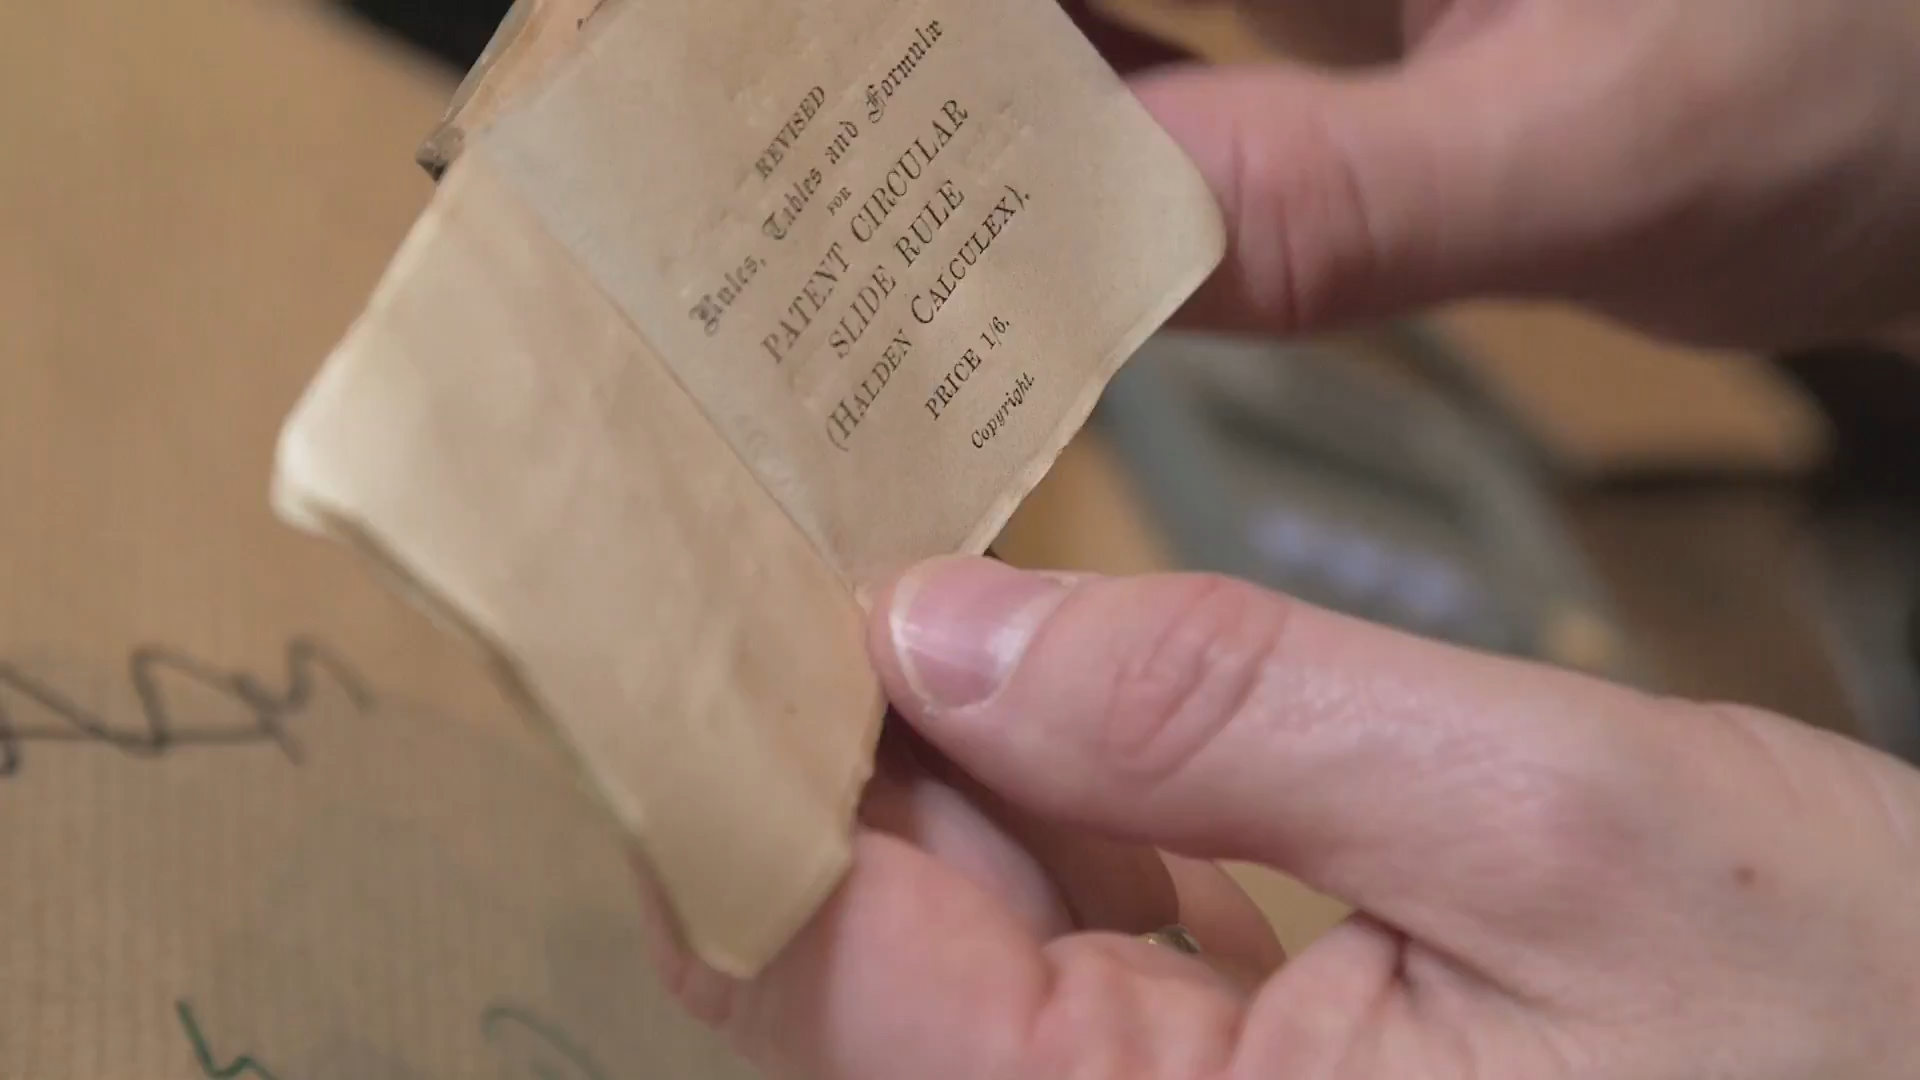 REVISED
Rules, Tables and Formulæ
FOR
PATENT CIRCULAR
SLIDE RULE
(HALDEN CALCULEX).
PRICE 1/6.
Copyright.